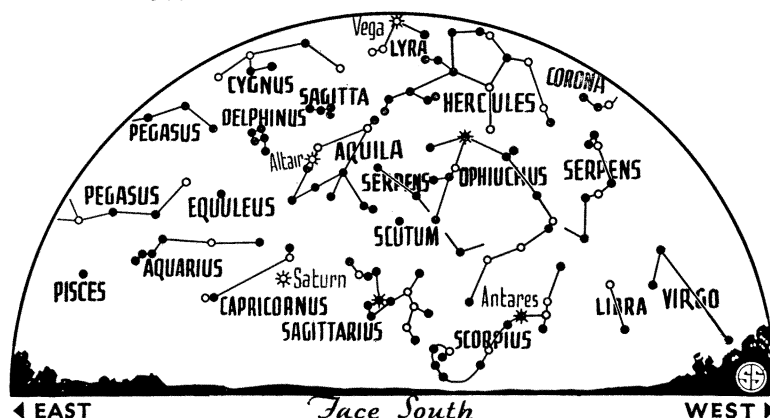 Vega
LYRA
CYGNUS
CORONA
SAGITTA
HERCULES
DELPHINUS
PEGASUS
AQUILA
Altair
SERPENS
OPHIUCHUS
SERPENS
PEGASUS
EQUULEUS
SCUTUM
AQUARIUS
Saturn
PISCES
CAPRICORNUS
Antares
LIBRA
VIRGO
SAGITTARIUS
SCORPIUS
EAST
Face South
WEST